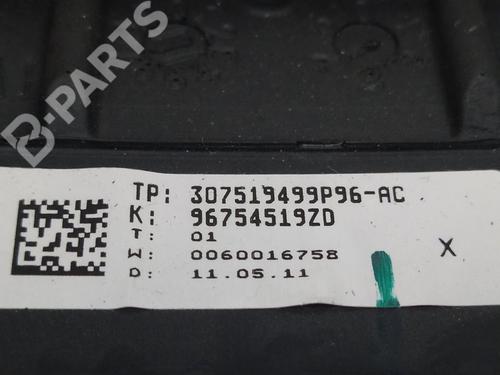 B-PARTS
TP: 307519499P96-AC
K: 96754519ZD
T: 01
W: 0060016758
D: 11.05.11
X